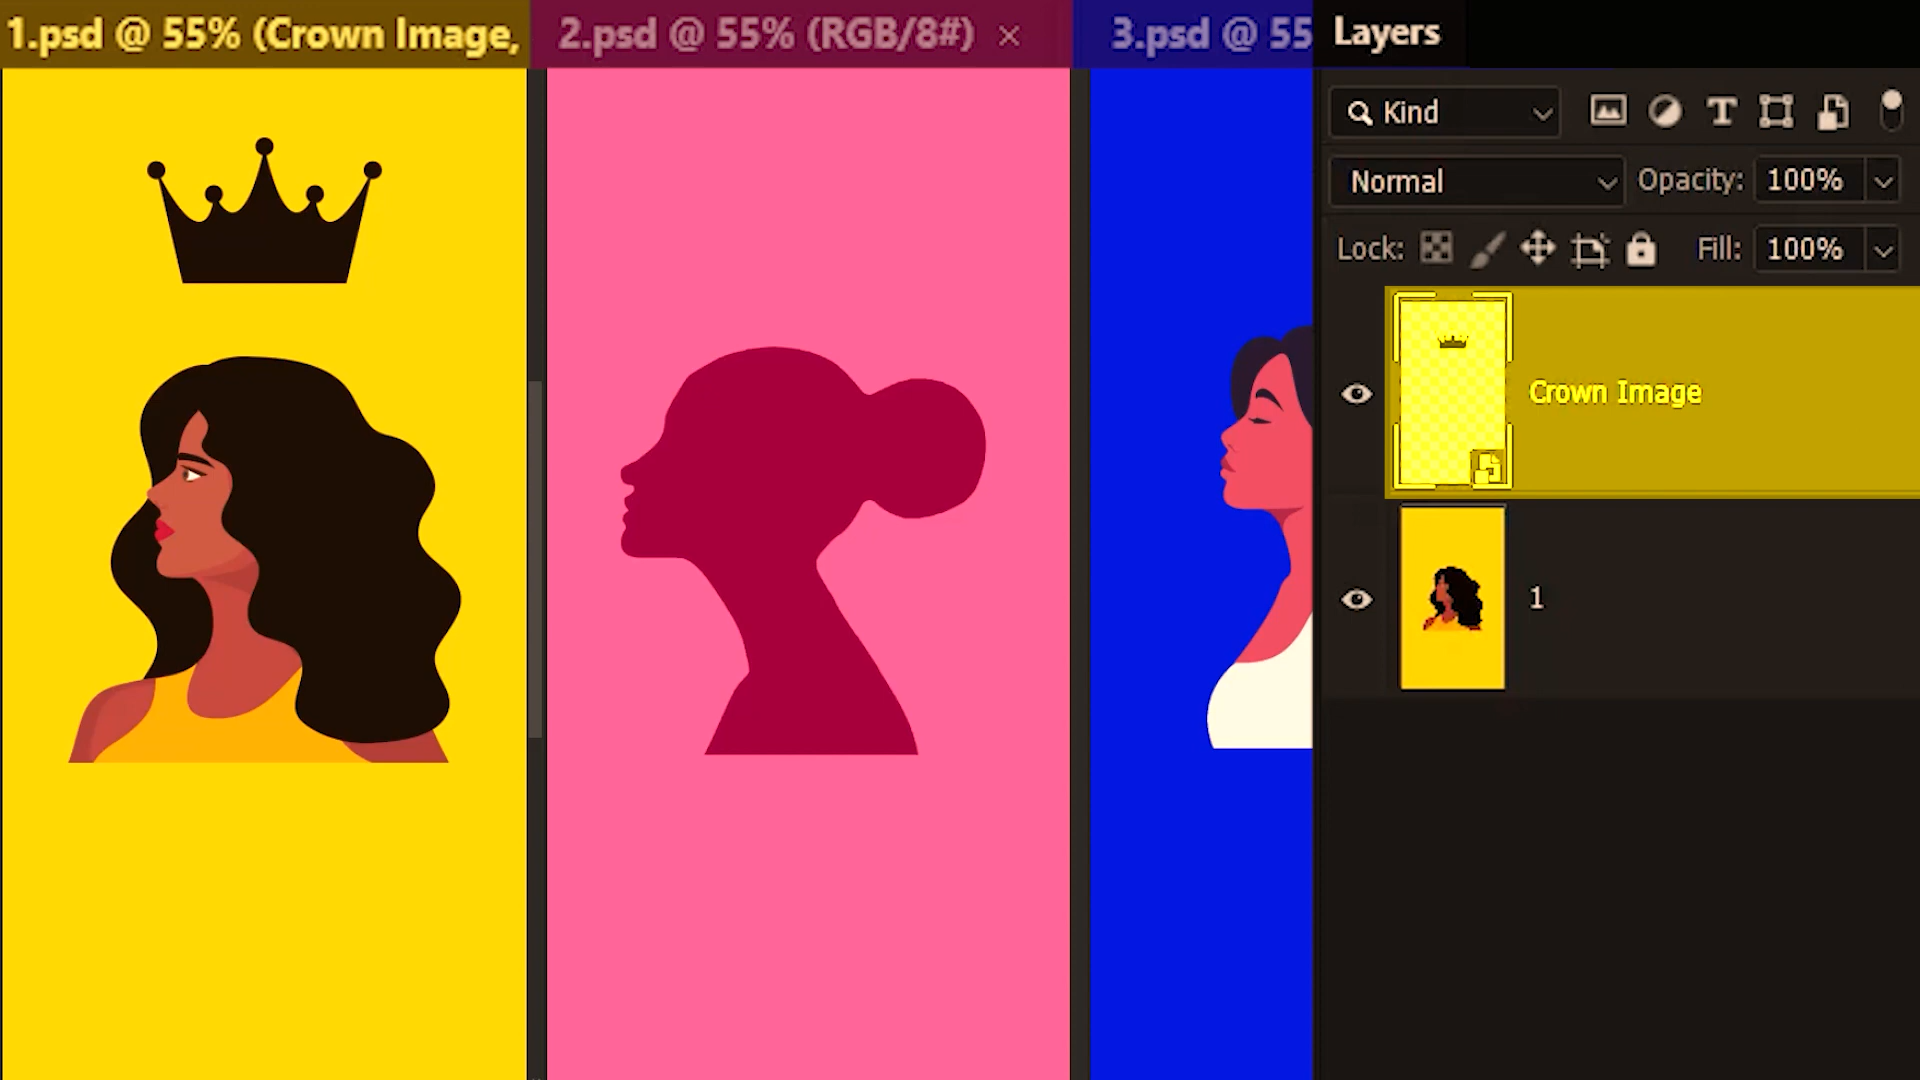 1.psd @ 55% (Crown Image,
2.psd @ 55% (RGB/8#) ×
3.psd @ 55
Layers
Kind
Normal
Opacity: 100%
Lock:
Fill: 100%
Crown Image
1